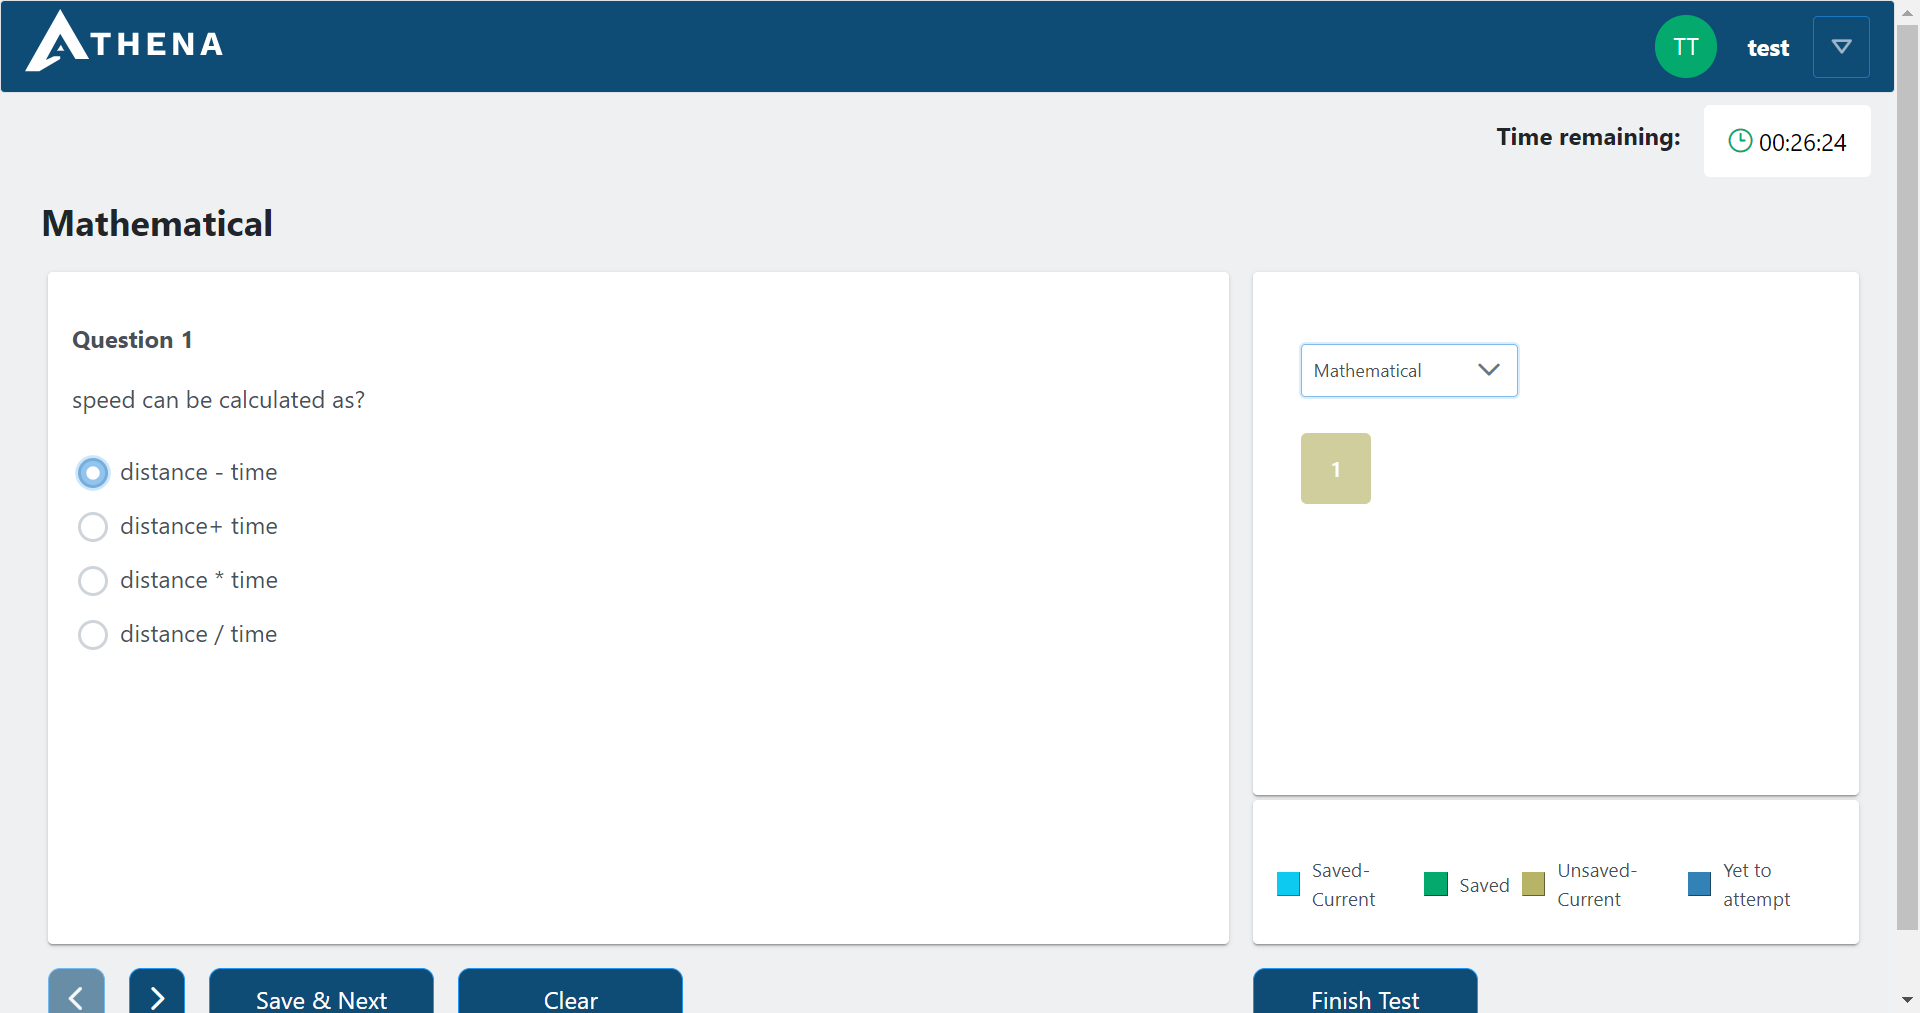 ATHENA
TT test
Time remaining: 00:26:24
Mathematical
Question 1
speed can be calculated as?
distance - time
distance+ time
distance * time
distance / time
Mathematical
1
Saved-
Current
Saved
Unsaved-
Current
Yet to
attempt
Save & Next
Clear
Finish Test